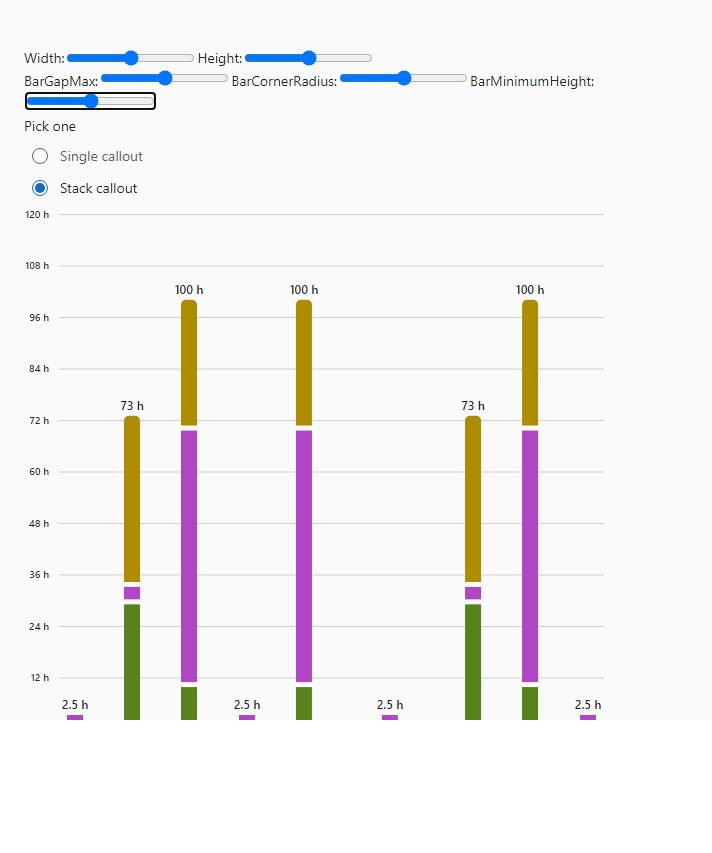 Width: Height:
BarGapMax: BarCornerRadius: BarMinimumHeight:
Pick one
Single callout
Stack callout
120 h
108 h
100 h 100 h 100 h
96 h
84 h
73 h 73 h
72 h
60 h
48 h
36 h
24 h
12 h
2.5 h 2.5 h 2.5 h 2.5 h